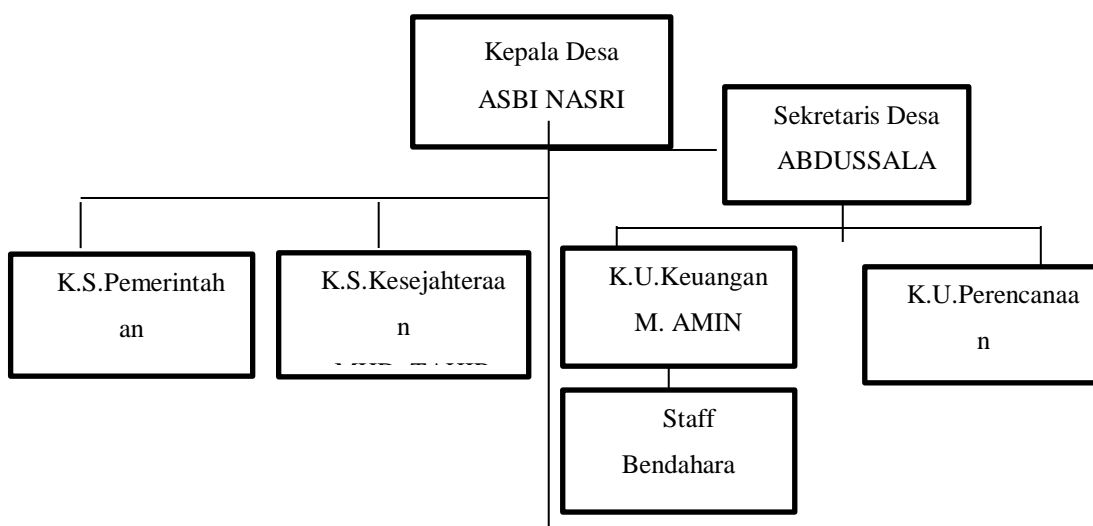 Kepala Desa
ASBI NASRI
Sekretaris Desa
ABDUSSALA
K.S.Pemerintah
an
K.S.Kesejahteraa
n
K.U.Keuangan
M. AMIN
K.U.Perencanaa
n
Staff
Bendahara